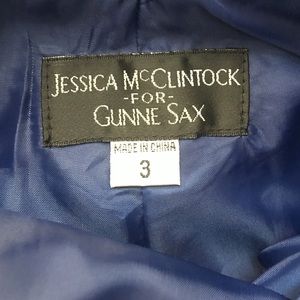 JESSICA MCCLINTOCK
-FOR-
GUNNE SAX
MADE IN CHINA
3